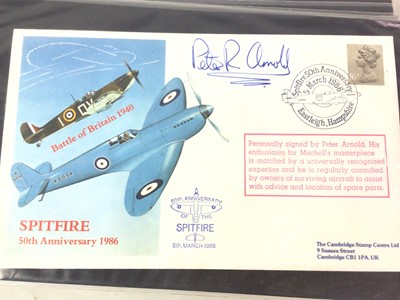 Peter R Arnold
Battle of Britain 1940
Spitfire 50th Anniversary
5 March 1986
Eastleigh, Hampshire
Personally signed by Peter Arnold. His
enthusiasm for Mitchell's masterpiece
is matched by a universally recognised
expertise and he is regularly consulted
by owners of surviving aircraft to assist
with advice and location of spare parts.
SPITFIRE
50th Anniversary 1986
50th ANNIVERSARY
OF THE
SPITFIRE
5th MARCH 1986
The Cambridge Stamp Centre Ltd
9 Sussex Street
Cambridge CB1 1PA, UK